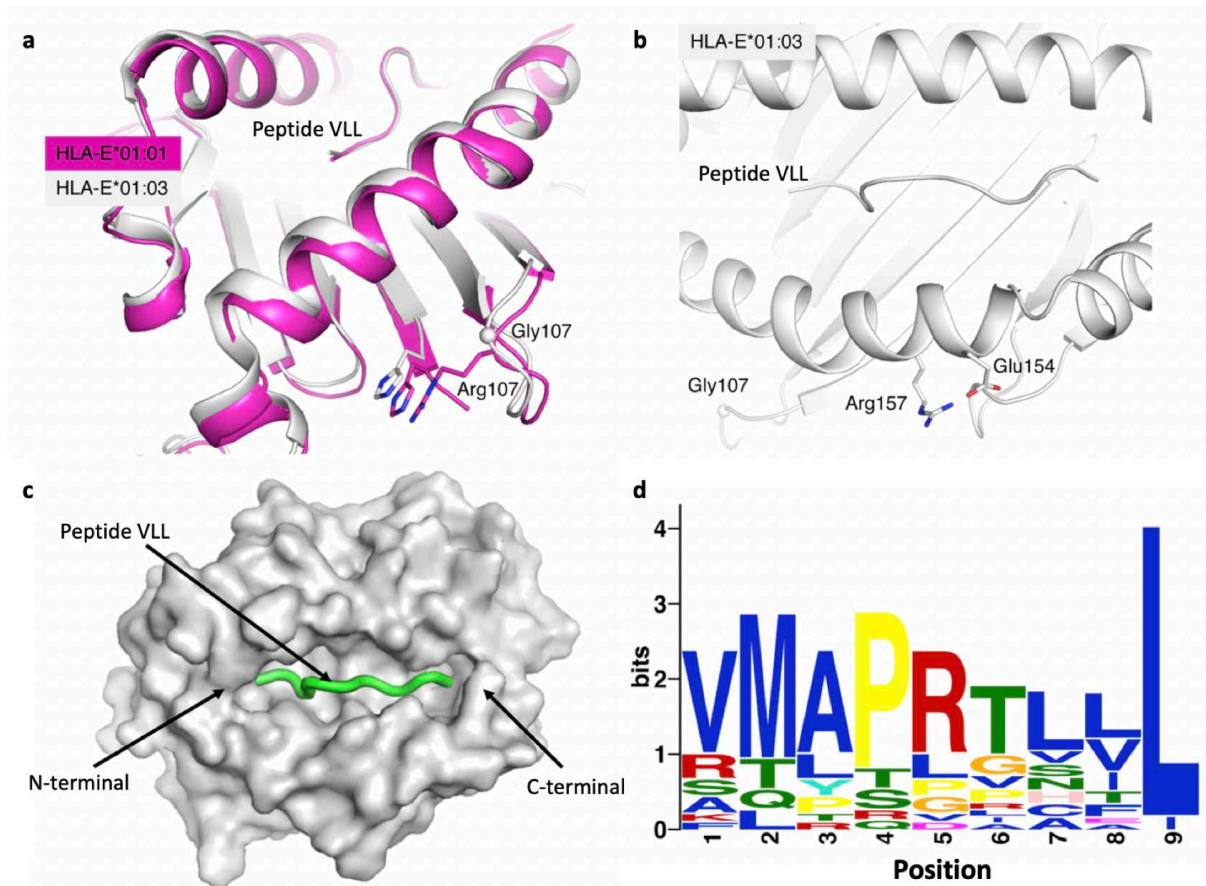 a
Peptide VLL
HLA-E*01:01
HLA-E*01:03
Gly107
Arg107
b
HLA-E*01:03
Peptide VLL
Gly107
Arg157
Glu154
c
Peptide VLL
N-terminal
C-terminal
d
bits
4
3
2
1
0
VMAPRTLLL
1 2 3 4 5 6 7 8 9
Position